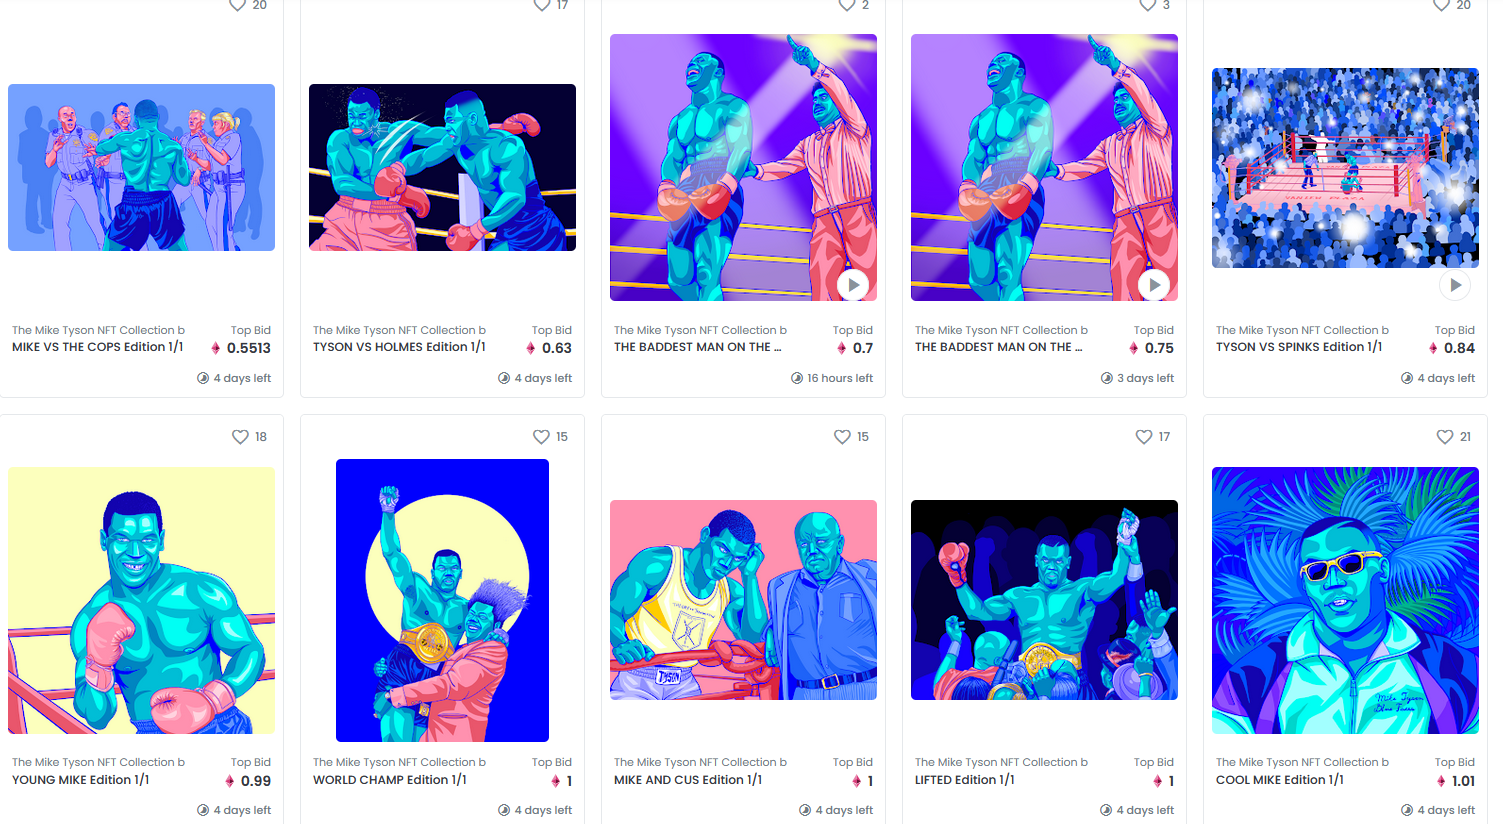 20
17
2
3
20
VANITY PLAZA
The Mike Tyson NFT Collection b Top Bid
MIKE VS THE COPS Edition 1/1 0.5513
4 days left
The Mike Tyson NFT Collection b Top Bid
TYSON VS HOLMES Edition 1/1 0.63
4 days left
The Mike Tyson NFT Collection b Top Bid
THE BADDEST MAN ON THE ... 0.7
16 hours left
The Mike Tyson NFT Collection b Top Bid
THE BADDEST MAN ON THE ... 0.75
3 days left
The Mike Tyson NFT Collection b Top Bid
TYSON VS SPINKS Edition 1/1 0.84
4 days left
18
15
15
17
21
TYSON
Mike Tyson
The Mike Tyson NFT Collection b Top Bid
YOUNG MIKE Edition 1/1 0.99
4 days left
The Mike Tyson NFT Collection b Top Bid
WORLD CHAMP Edition 1/1 1
4 days left
The Mike Tyson NFT Collection b Top Bid
MIKE AND CUS Edition 1/1 1
4 days left
The Mike Tyson NFT Collection b Top Bid
LIFTED Edition 1/1 1
4 days left
The Mike Tyson NFT Collection b Top Bid
COOL MIKE Edition 1/1 1.01
4 days left